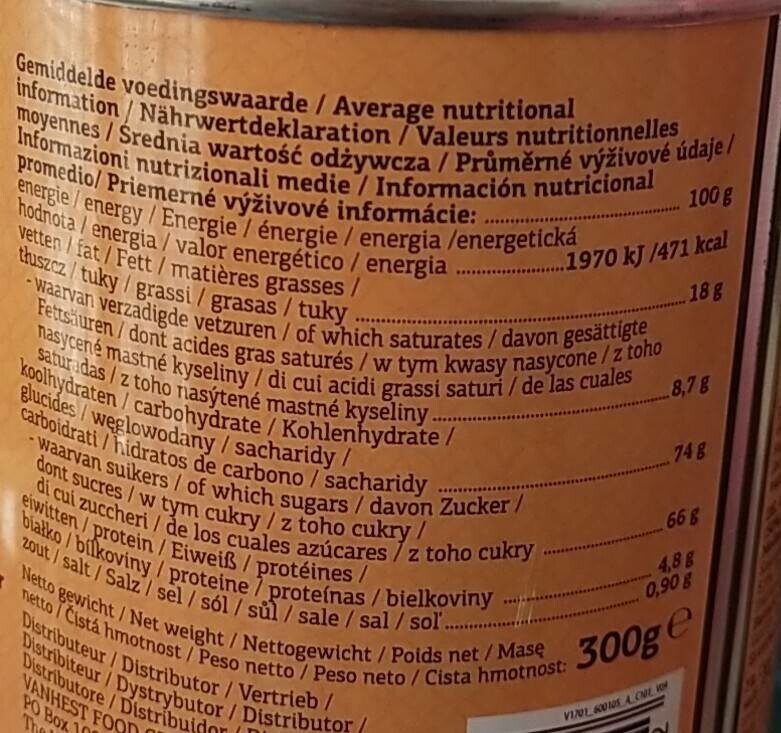 Gemiddelde voedingswaarde / Average nutritional
information / Nährwertdeklaration / Valeurs nutritionnelles
moyennes / Średnia wartość odżywcza / Průměrné výživové údaje /
Informazioni nutrizionali medie / Información nutricional
promedio/ Priemerné výživové informácie: .......... 100 g
energie / energy / Energie / énergie / energia /energetická
hodnota / energia / valor energético / energia ..........1970 kJ /471 kcal
vetten / fat / Fett / matières grasses /
tłuszcz / tuky / grassi / grasas / tuky .......... 18 g
- waarvan verzadigde vetzuren / of which saturates / davon gesättigte
Fettsäuren / dont acides gras saturés / w tym kwasy nasycone / z toho
nasycené mastné kyseliny / di cui acidi grassi saturi / de las cuales
saturadas / z toho nasýtené mastné kyseliny .......... 8,7 g
koolhydraten / carbohydrate / Kohlenhydrate /
glucides / węglowodany / sacharidy /
carboidrati / hidratos de carbono / sacharidy .......... 74 g
- waarvan suikers / of which sugars / davon Zucker /
dont sucres / w tym cukry / z toho cukry /
di cui zuccheri / de los cuales azúcares / z toho cukry .......... 66 g
eiwitten / protein / Eiweiß / protéines /
białko / bílkoviny / proteine / proteínas / bielkoviny .......... 4,8 g
zout / salt / Salz / sel / sól / sůl / sale / sal / soľ .......... 0,90 g
Netto gewicht / Net weight / Nettogewicht / Poids net / Masę
netto / Čistá hmotnost / Peso netto / Peso neto / Čista hmotnost: 300g e
Distributeur / Distributor / Vertrieb /
Distribiteur / Dystrybutor / Distributor /
Distributore / Distribuidor /
VANHEST FOOD
PO Box
V1701_600105_A_C101_V09